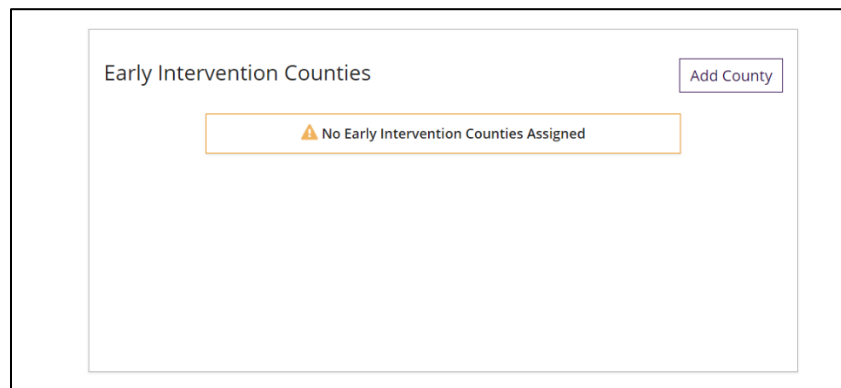 Early Intervention Counties
Add County
No Early Intervention Counties Assigned